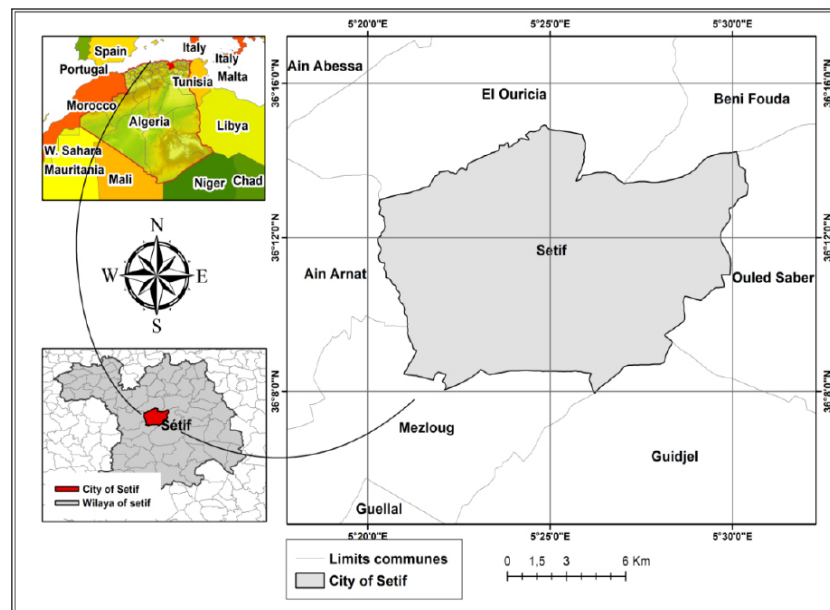 Spain
Italy
Italy
Portugal
Malta
Tunisia
Morocco
Algeria
Libya
W. Sahara
Mauritania
Mali
Niger
Chad
N
W
E
S
Sétif
City of Setif
Wilaya of setif
5°20'0"E
5°25'0"E
5°30'0"E
36°16'0"N
36°16'0"N
36°12'0"N
36°12'0"N
36°8'0"N
36°8'0"N
Ain Abessa
El Ouricia
Beni Fouda
Ain Arnat
Sétif
Ouled Saber
Mezloug
Guidjel
Guellal
5°20'0"E
5°25'0"E
5°30'0"E
Limits communes
City of Setif
0 1,5 3 6 Km